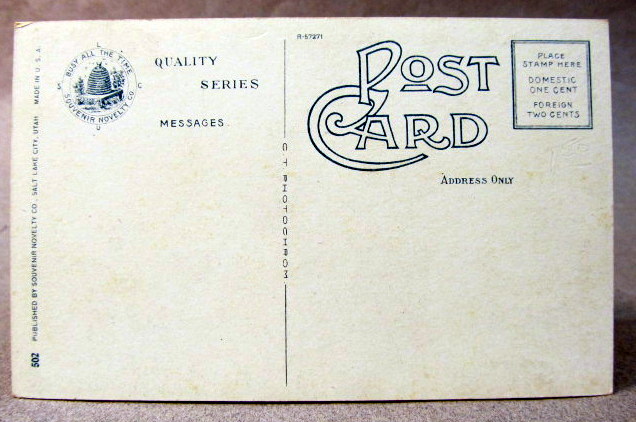 502 PUBLISHED BY SOUVENIR NOVELTY CO. SALT LAKE CITY, UTAH. MADE IN U. S. A.
BUSY ALL THE TIME
SOUVENIR NOVELTY CO.
L
S C
U
QUALITY
SERIES
MESSAGES
C T PHOTOCHROM
R-57271
POST
CARD
ADDRESS ONLY
PLACE
STAMP HERE
DOMESTIC
ONE CENT
FOREIGN
TWO CENTS